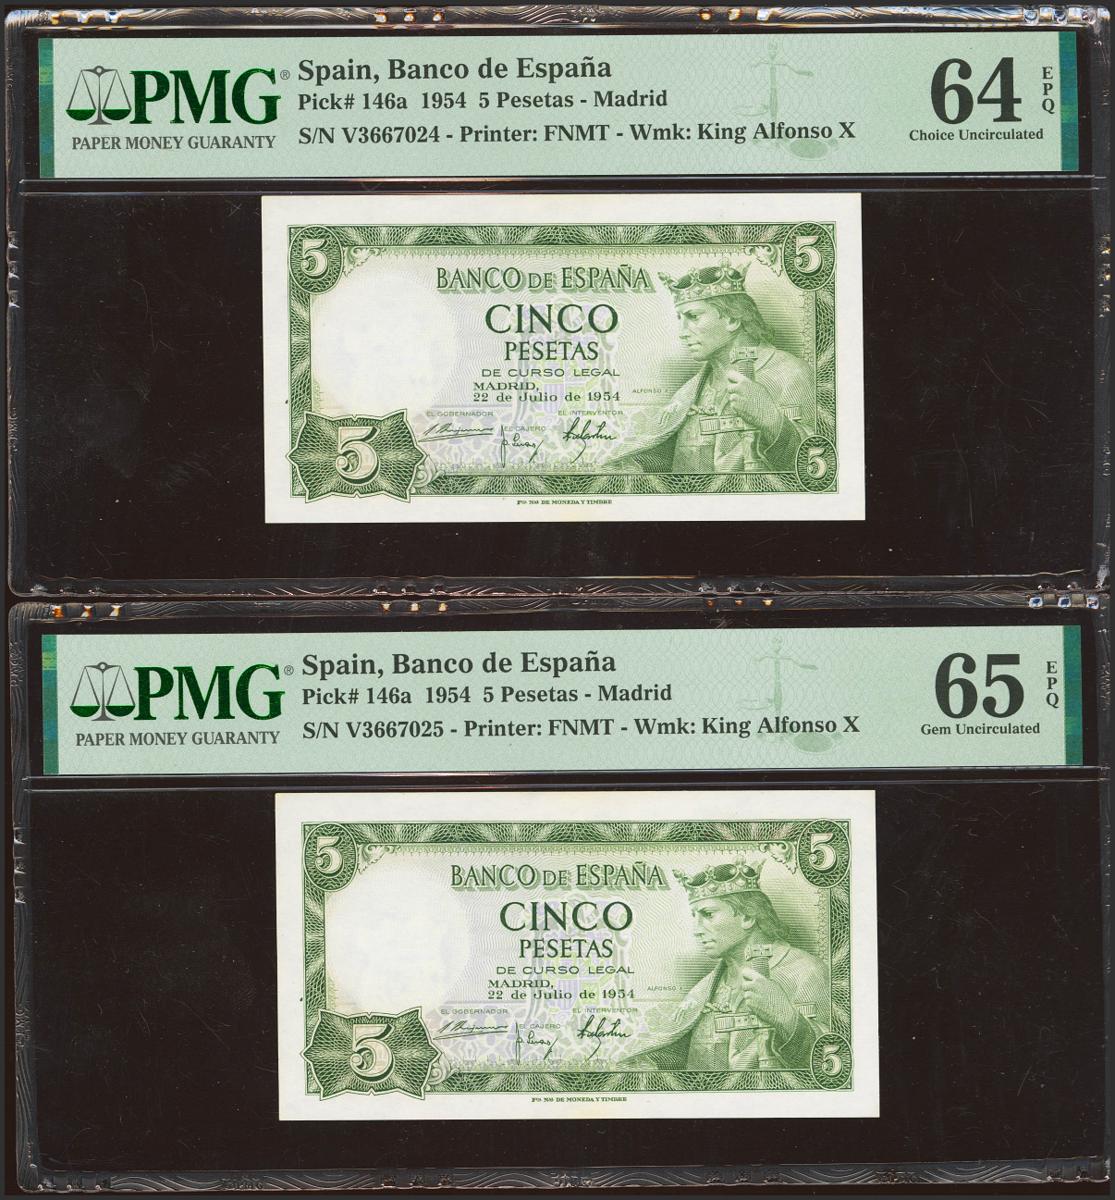 PMG®
PAPER MONEY GUARANTY
Spain, Banco de España
Pick# 146a 1954 5 Pesetas - Madrid
S/N V3667024 - Printer: FNMT - Wmk: King Alfonso X
64
EPQ
Choice Uncirculated
5
5
BANCO DE ESPAÑA
CINCO
PESETAS
DE CURSO LEGAL
MADRID,
22 de Julio de 1954
ALFONSO X
EL GOBERNADOR
EL INTERVENTOR
EL CAJERO
5
5
Fca. Nal. DE MONEDA Y TIMBRE
PMG®
PAPER MONEY GUARANTY
Spain, Banco de España
Pick# 146a 1954 5 Pesetas - Madrid
S/N V3667025 - Printer: FNMT - Wmk: King Alfonso X
65
EPQ
Gem Uncirculated
5
5
BANCO DE ESPAÑA
CINCO
PESETAS
DE CURSO LEGAL
MADRID,
22 de Julio de 1954
ALFONSO X
EL GOBERNADOR
EL INTERVENTOR
EL CAJERO
5
5
Fca. Nal. DE MONEDA Y TIMBRE